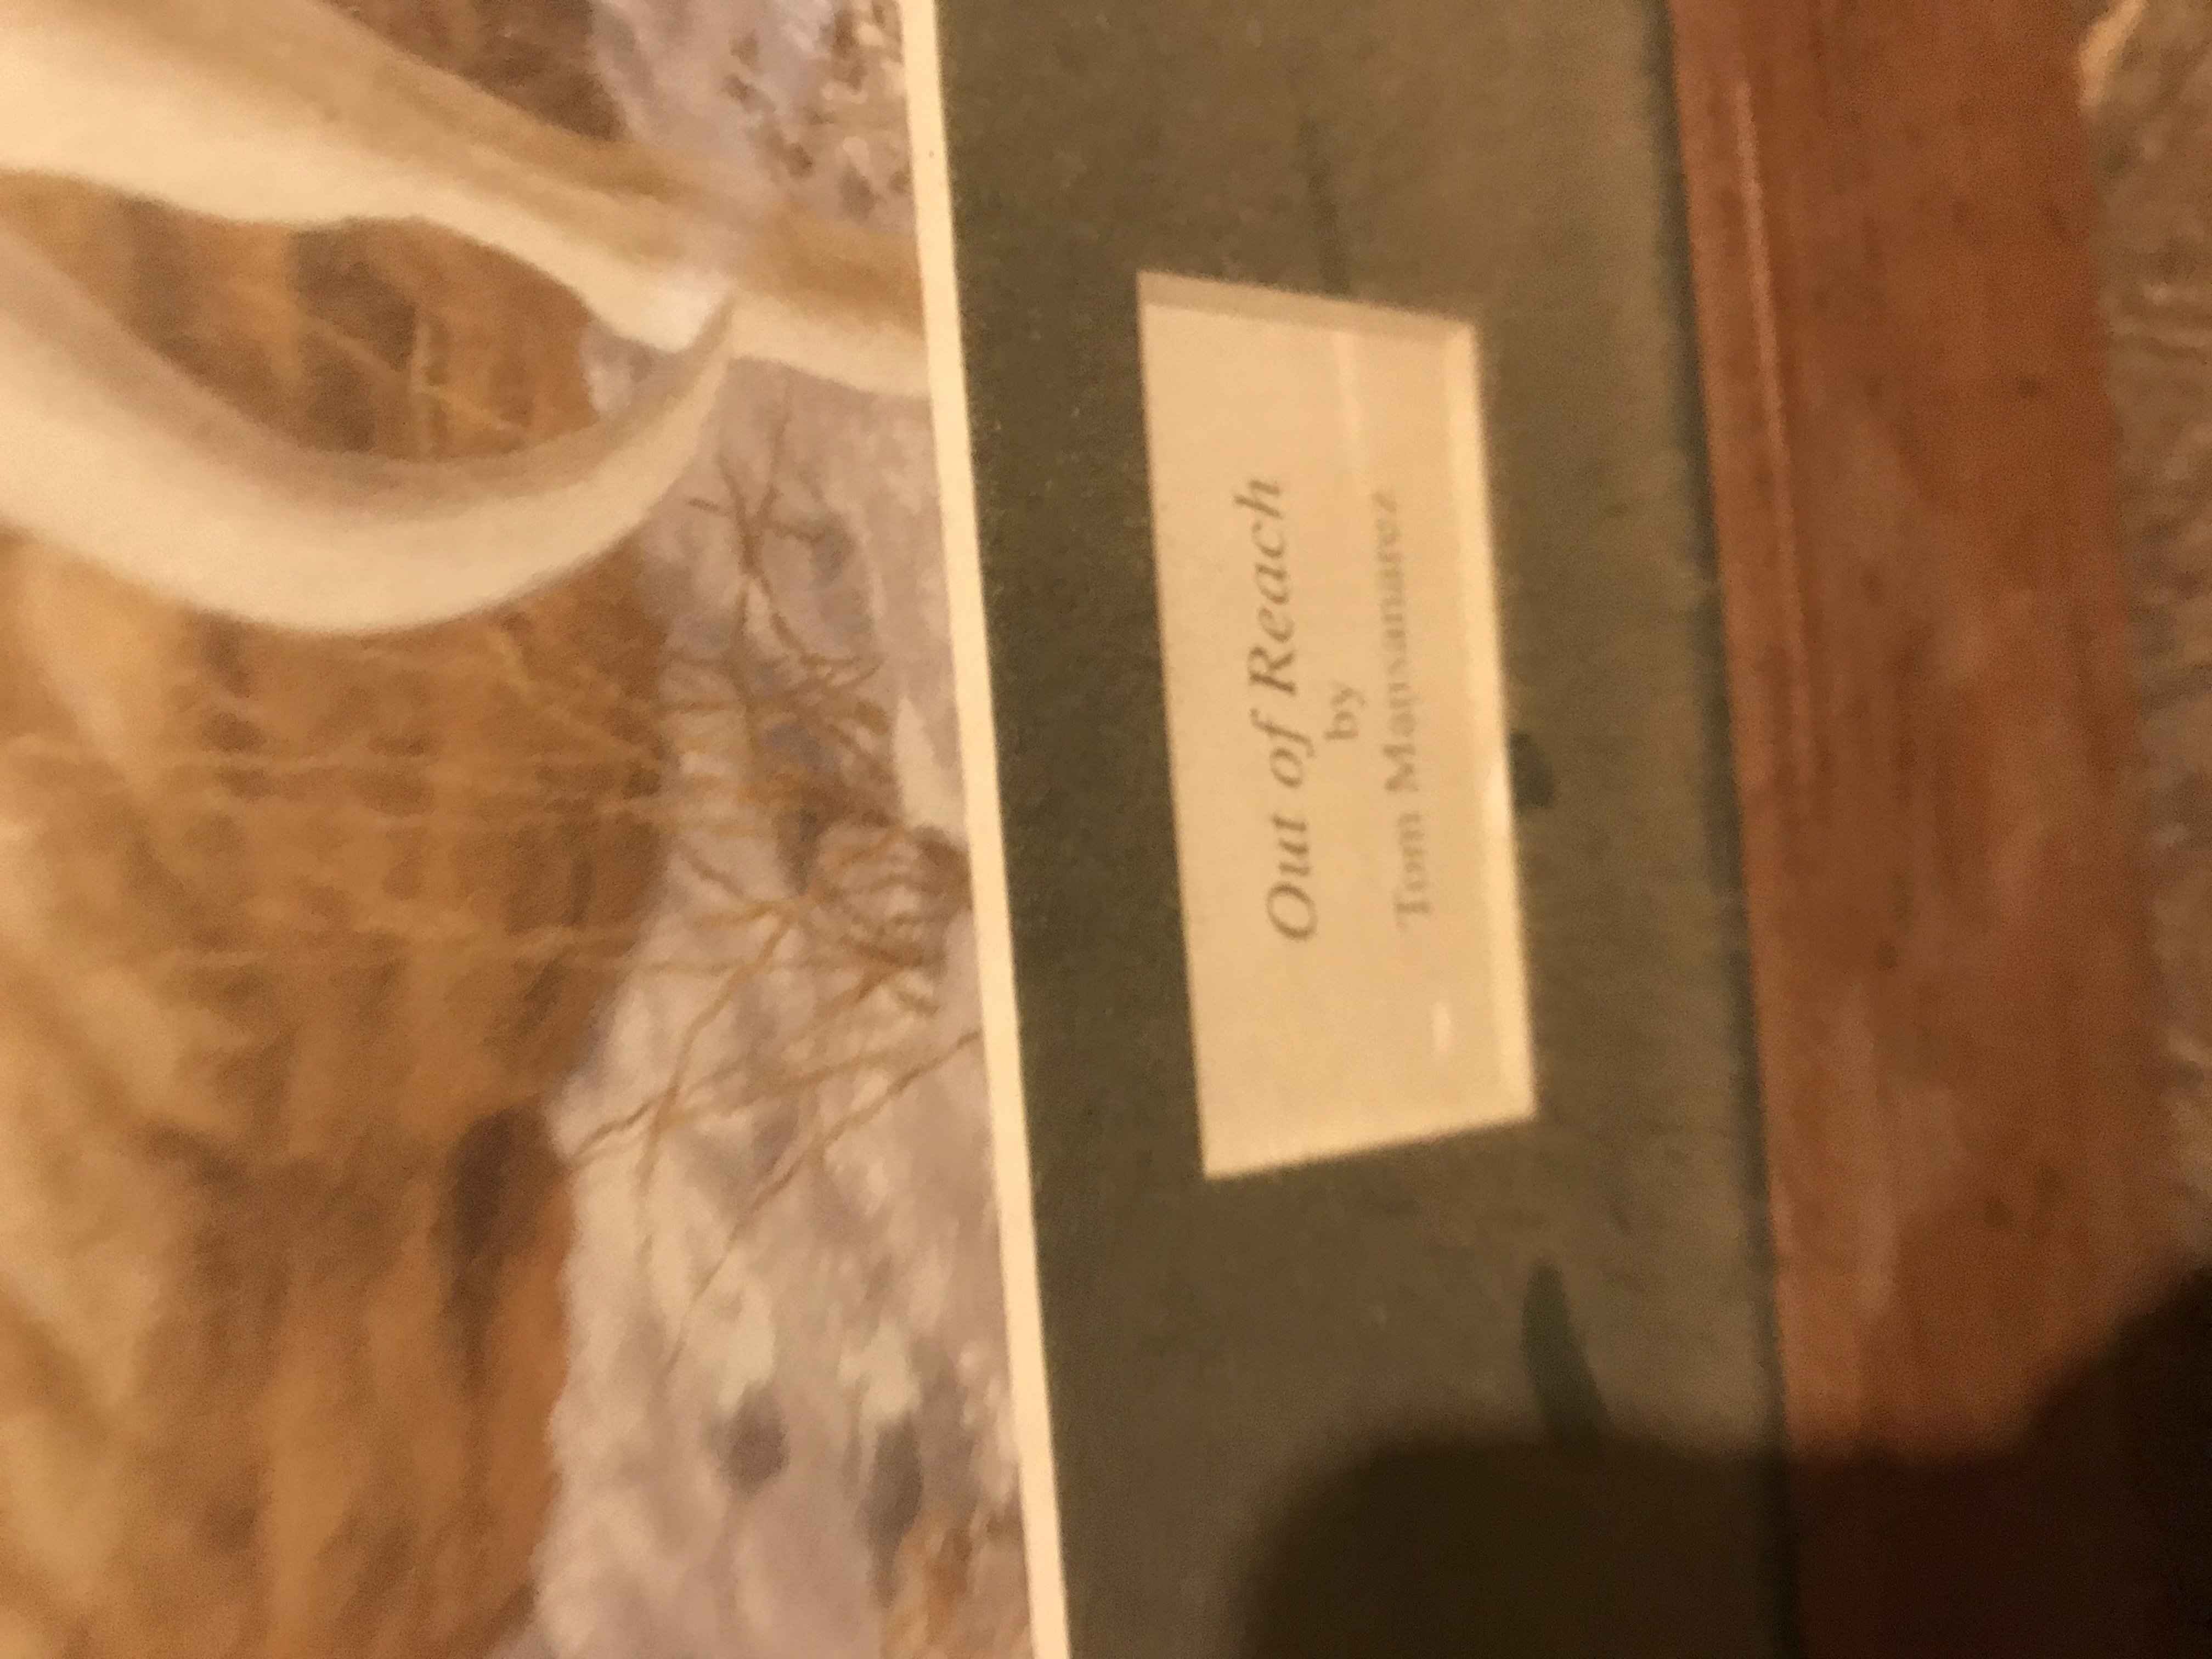 Out of Reach
by
Tom Mansanarez